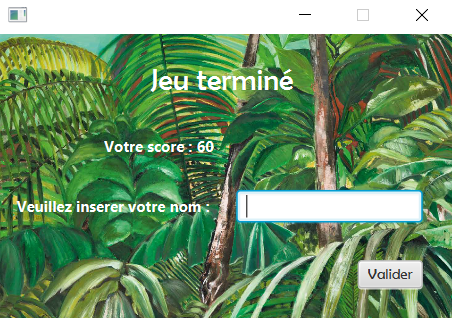 Jeu terminé
Votre score : 60
Veuillez inserer votre nom :
Valider